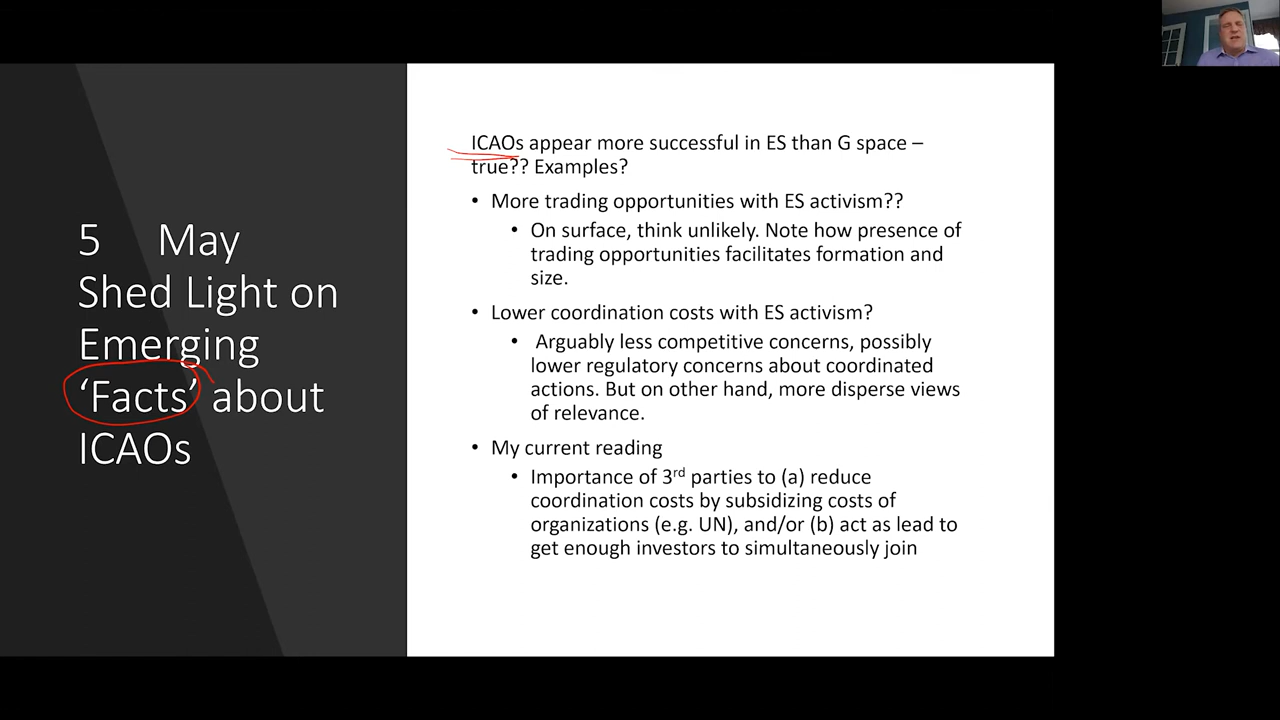 5 May
Shed Light on
Emerging
‘Facts’ about
ICAOs
ICAOs appear more successful in ES than G space –
true?? Examples?
• More trading opportunities with ES activism??
• On surface, think unlikely. Note how presence of
trading opportunities facilitates formation and
size.
• Lower coordination costs with ES activism?
• Arguably less competitive concerns, possibly
lower regulatory concerns about coordinated
actions. But on other hand, more disperse views
of relevance.
• My current reading
• Importance of 3rd parties to (a) reduce
coordination costs by subsidizing costs of
organizations (e.g. UN), and/or (b) act as lead to
get enough investors to simultaneously join